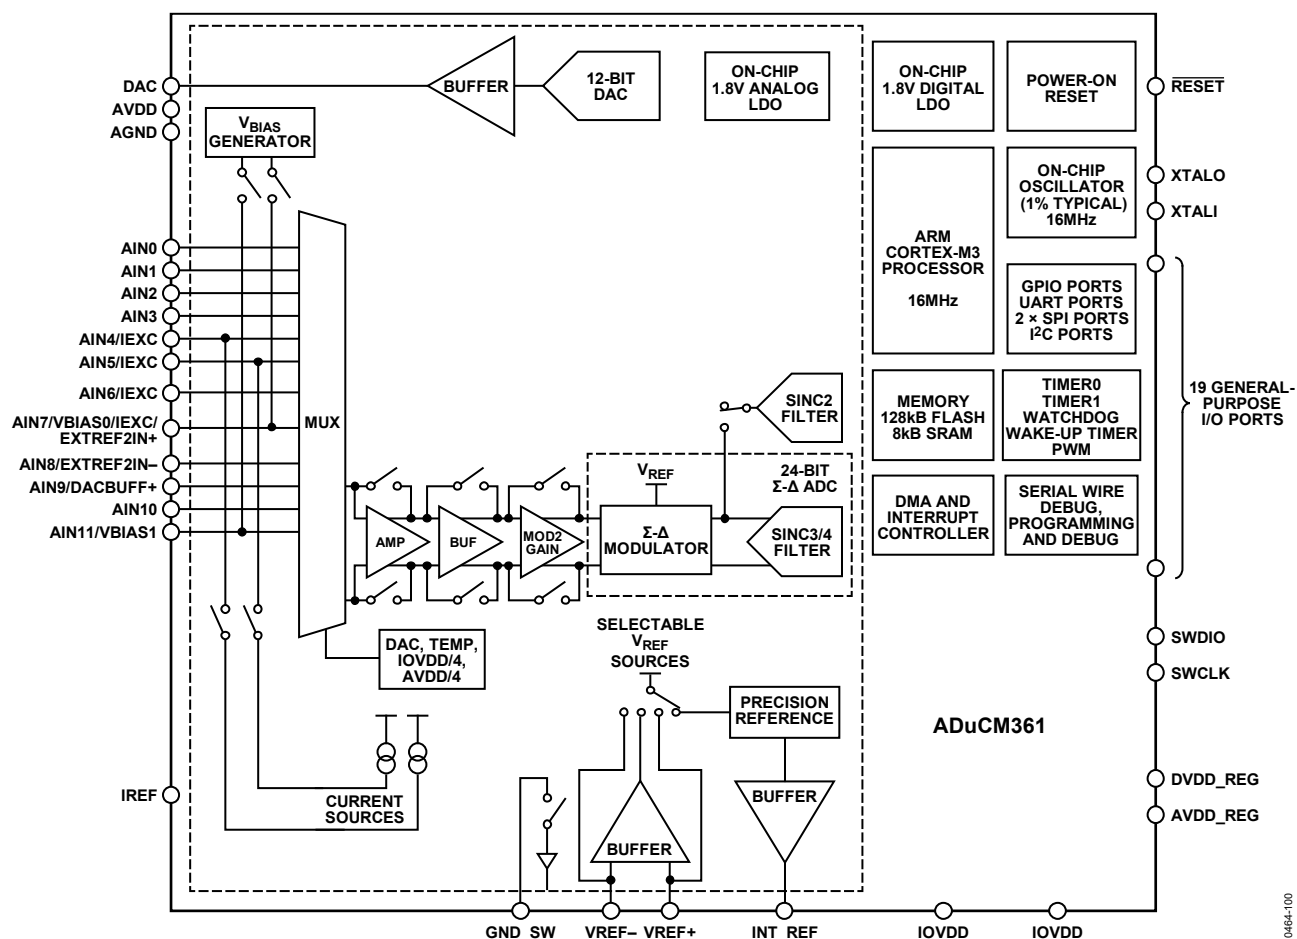 DAC
AVDD
AGND
BUFFER
12-BIT
DAC
ON-CHIP
1.8V ANALOG
LDO
ON-CHIP
1.8V DIGITAL
LDO
POWER-ON
RESET
RESET
VBIAS
GENERATOR
ARM
CORTEX-M3
PROCESSOR
16MHz
ON-CHIP
OSCILLATOR
(1% TYPICAL)
16MHz
XTALO
XTALI
AIN0
AIN1
AIN2
AIN3
AIN4/IEXC
AIN5/IEXC
AIN6/IEXC
AIN7/VBIAS0/IEXC/
EXTREF2IN+
AIN8/EXTREF2IN–
AIN9/DACBUFF+
AIN10
AIN11/VBIAS1
MUX
GPIO PORTS
UART PORTS
2 × SPI PORTS
I2C PORTS
19 GENERAL-
PURPOSE
I/O PORTS
SINC2
FILTER
MEMORY
128kB FLASH
8kB SRAM
TIMER0
TIMER1
WATCHDOG
WAKE-UP TIMER
PWM
VREF
24-BIT
Σ-Δ ADC
AMP
BUF
MOD2
GAIN
Σ-Δ
MODULATOR
SINC3/4
FILTER
DMA AND
INTERRUPT
CONTROLLER
SERIAL WIRE
DEBUG,
PROGRAMMING
AND DEBUG
DAC, TEMP,
IOVDD/4,
AVDD/4
SELECTABLE
VREF
SOURCES
PRECISION
REFERENCE
SWDIO
SWCLK
ADuCM361
IREF
CURRENT
SOURCES
BUFFER
BUFFER
DVDD_REG
AVDD_REG
GND_SW
VREF–
VREF+
INT_REF
IOVDD
IOVDD
0464-100